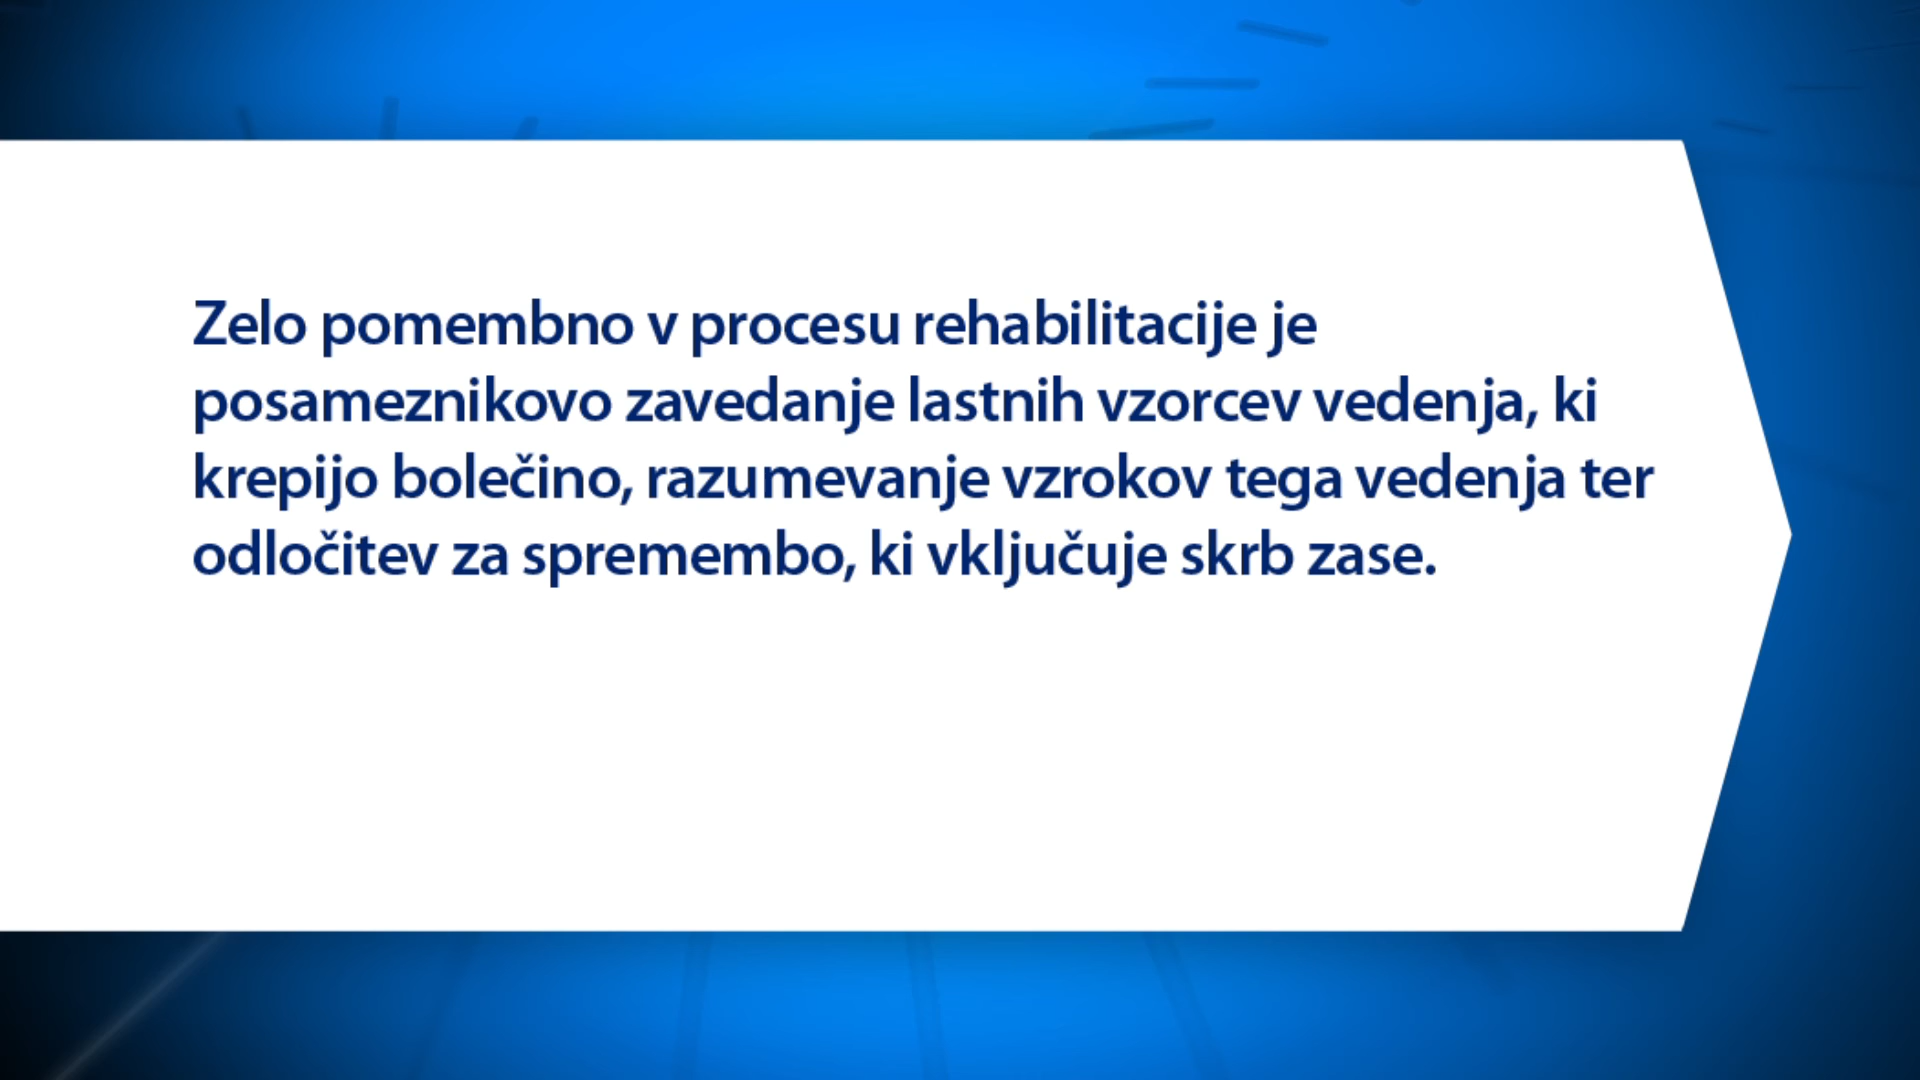 Zelo pomembno v procesu rehabilitacije je
posameznikovo zavedanje lastnih vzorcev vedenja, ki
krepijo bolečino, razumevanje vzrokov tega vedenja ter
odločitev za spremembo, ki vključuje skrb zase.